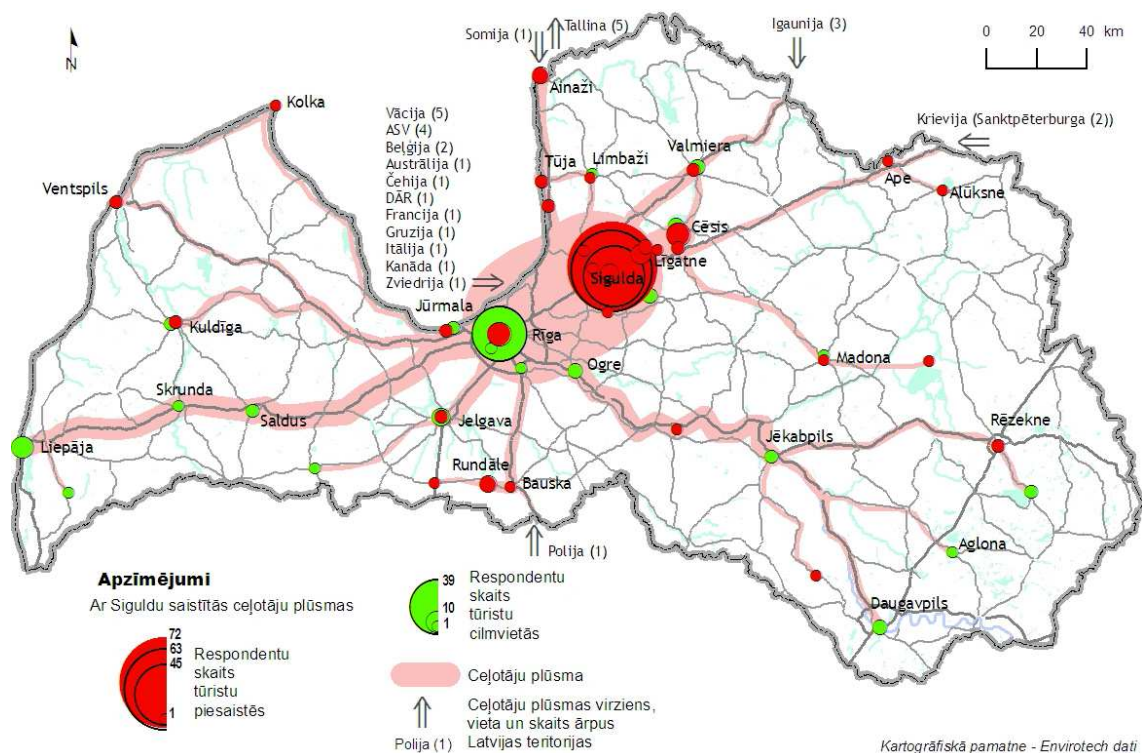 Somija (1)
Tallina (5)
Igaunija (3)
0 20 40 km
N
Ainaži
Kolka
Vācija (5)
ASV (4)
Beļģija (2)
Austrālija (1)
Čehija (1)
DĀR (1)
Francija (1)
Gruzija (1)
Itālija (1)
Kanāda (1)
Zviedrija (1)
Krievija (Sanktpēterburga (2))
Valmiera
Tūja
Limbaži
Ape
Alūksne
Ventspils
Cēsis
Līgatne
Sigulda
Jūrmala
Rīga
Kuldīga
Ogre
Madona
Skrunda
Saldus
Jelgava
Rēzekne
Liepāja
Jēkabpils
Rundāle
Bauska
Aglona
Polija (1)
Daugavpils
Apzīmējumi
Ar Siguldu saistītās ceļotāju plūsmas
72
63
45
1
Respondentu
skaits
tūristu
piesaistēs
39
10
1
Respondentu
skaits
tūristu
cilmvietās
Ceļotāju plūsma
Polija (1)
Ceļotāju plūsmas virziens,
vieta un skaits ārpus
Latvijas teritorijas
Kartogrāfiskā pamatne - Envirotech dati